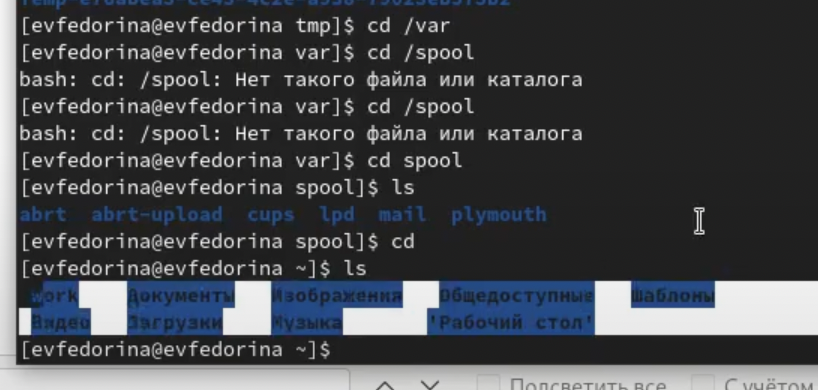 [evfedorina@evfedorina tmp]$ cd /var
[evfedorina@evfedorina var]$ cd /spool
bash: cd: /spool: Нет такого файла или каталога
[evfedorina@evfedorina var]$ cd /spool
bash: cd: /spool: Нет такого файла или каталога
[evfedorina@evfedorina var]$ cd spool
[evfedorina@evfedorina spool]$ ls
abrt abrt-upload cups lpd mail plymouth
[evfedorina@evfedorina spool]$ cd
[evfedorina@evfedorina ~]$ ls
work Документы Изображения Общедоступные Шаблоны
Видео Загрузки Музыка 'Рабочий стол'
[evfedorina@evfedorina ~]$
Подсветить все С учётом